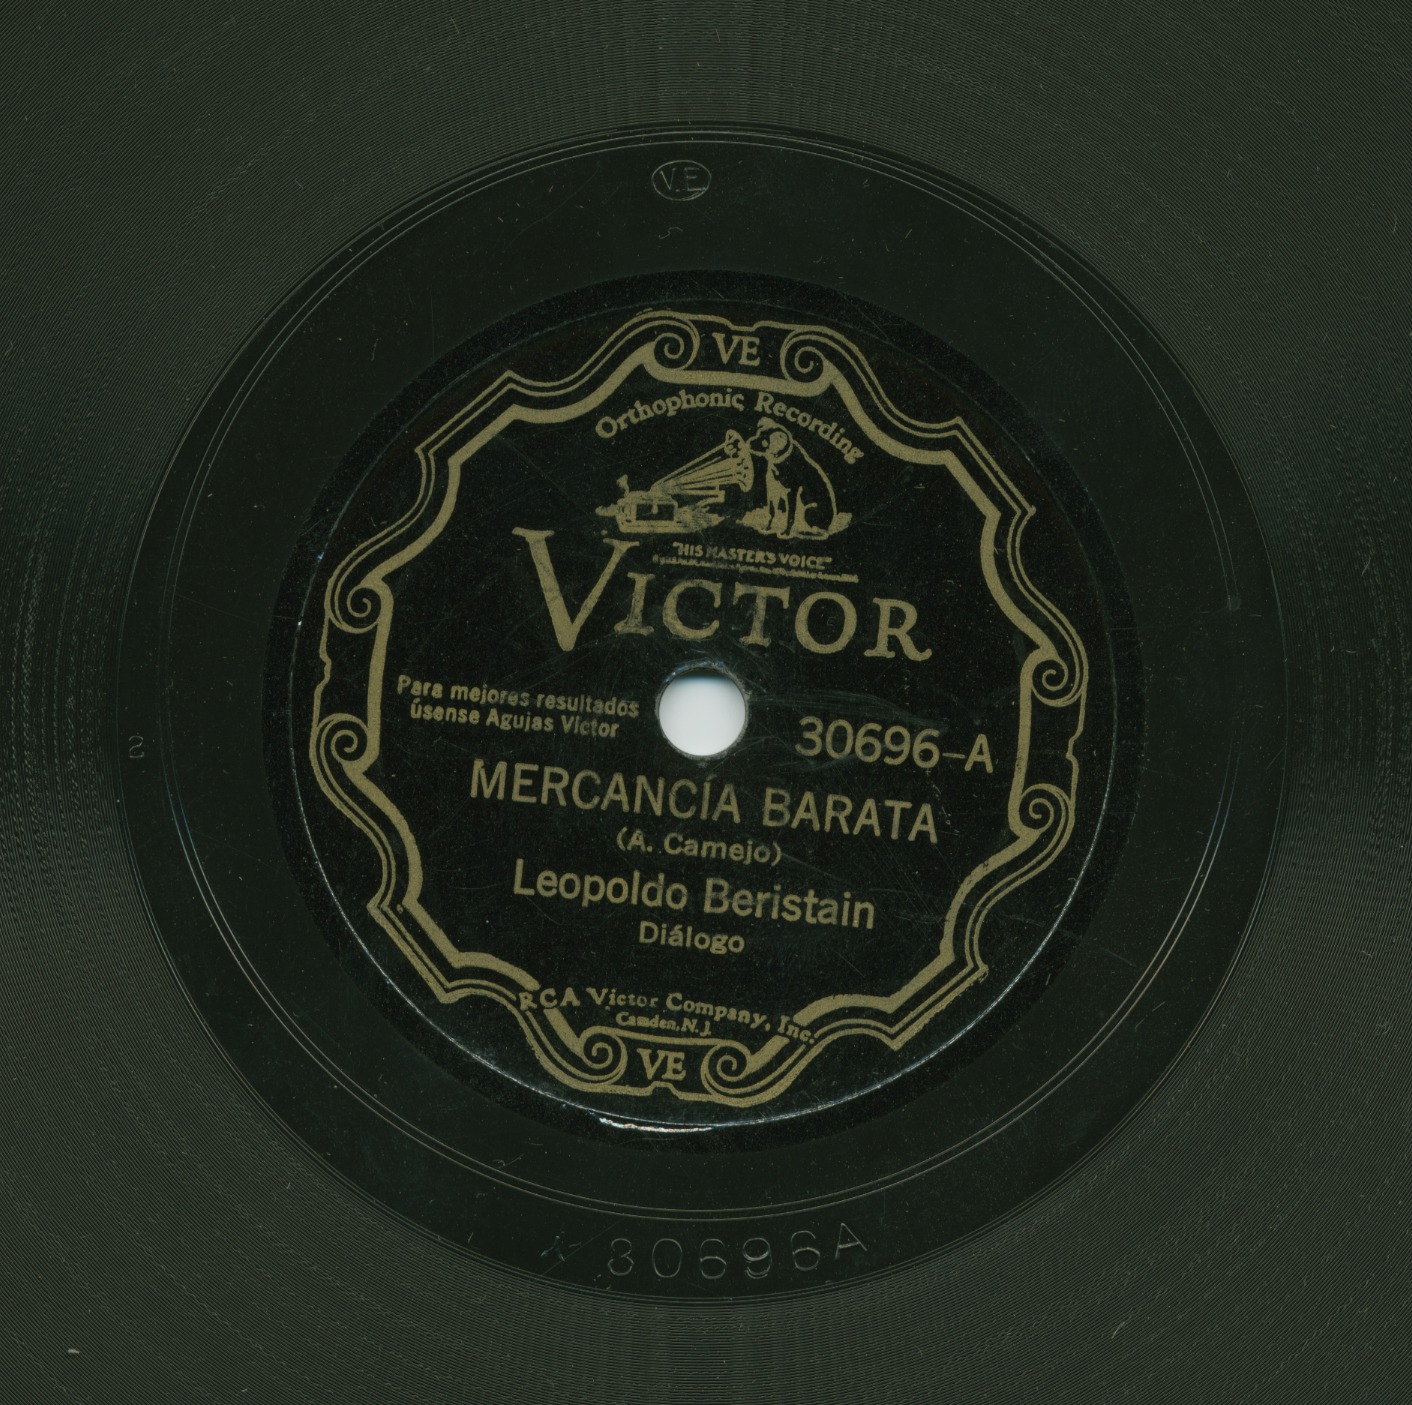 V.E
VE
Orthophonic Recording
"HIS MASTER'S VOICE"
VICTOR
Para mejores resultados
úsense Agujas Victor
30696-A
MERCANCÍA BARATA
(A. Camejo)
Leopoldo Beristain
Diálogo
RCA Victor Company, Inc.
Camden, N.J.
VE
30696A